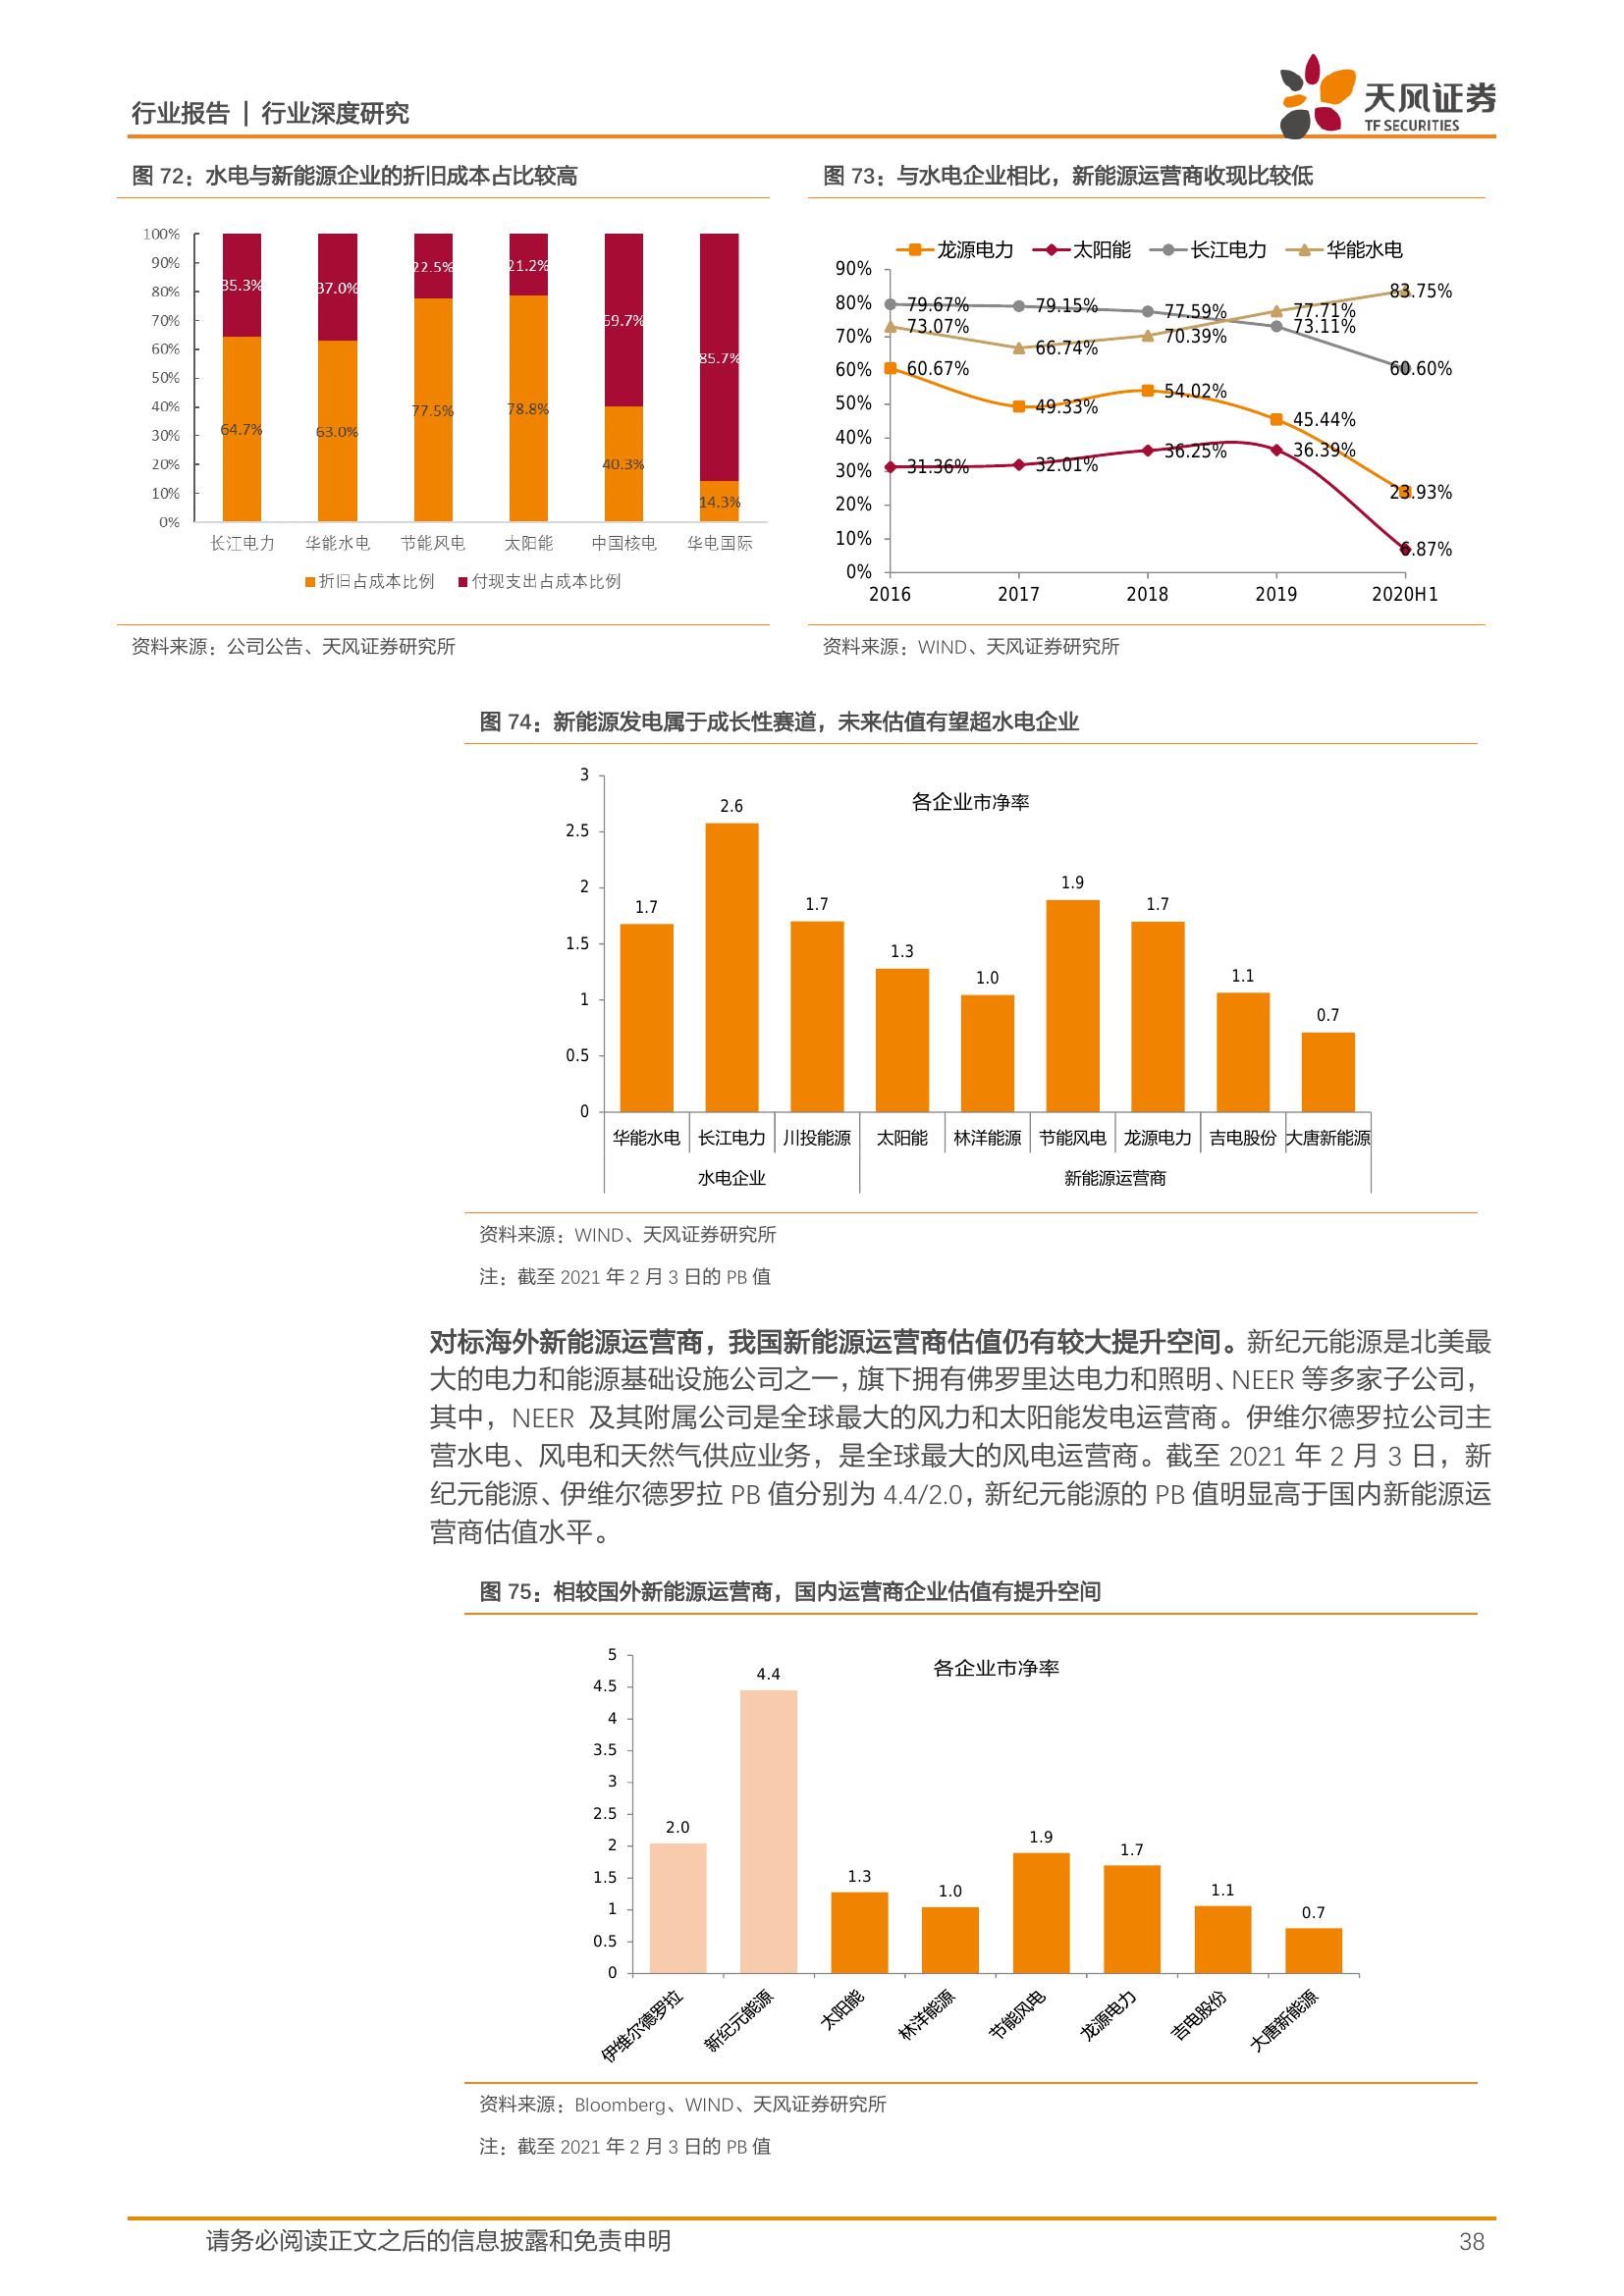 行业报告 | 行业深度研究
天风证券
TF SECURITIES
图 72：水电与新能源企业的折旧成本占比较高
100%
90%
80%
70%
60%
50%
40%
30%
20%
10%
0%
35.3%
37.0%
22.5%
21.2%
59.7%
85.7%
64.7%
63.0%
77.5%
78.8%
40.3%
14.3%
长江电力 华能水电 节能风电 太阳能 中国核电 华电国际
折旧占成本比例 付现支出占成本比例
资料来源：公司公告、天风证券研究所
图 73：与水电企业相比，新能源运营商收现比较低
龙源电力 太阳能 长江电力 华能水电
90%
80%
70%
60%
50%
40%
30%
20%
10%
0%
79.67% 79.15% 77.59% 73.11% 60.60%
73.07% 66.74% 70.39% 77.71% 83.75%
60.67% 49.33% 54.02% 45.44% 23.93%
31.36% 32.01% 36.25% 36.39% 6.87%
2016 2017 2018 2019 2020H1
资料来源：WIND、天风证券研究所
图 74：新能源发电属于成长性赛道，未来估值有望超水电企业
各企业市净率
3
2.5
2
1.5
1
0.5
0
1.7 2.6 1.7 1.3 1.0 1.9 1.7 1.1 0.7
华能水电 长江电力 川投能源 太阳能 林洋能源 节能风电 龙源电力 吉电股份 大唐新能源
水电企业 新能源运营商
资料来源：WIND、天风证券研究所
注：截至 2021 年 2 月 3 日的 PB 值
对标海外新能源运营商，我国新能源运营商估值仍有较大提升空间。新纪元能源是北美最
大的电力和能源基础设施公司之一，旗下拥有佛罗里达电力和照明、NEER 等多家子公司，
其中，NEER 及其附属公司是全球最大的风力和太阳能发电运营商。伊维尔德罗拉公司主
营水电、风电和天然气供应业务，是全球最大的风电运营商。截至 2021 年 2 月 3 日，新
纪元能源、伊维尔德罗拉 PB 值分别为 4.4/2.0，新纪元能源的 PB 值明显高于国内新能源运
营商估值水平。
图 75：相较国外新能源运营商，国内运营商企业估值有提升空间
各企业市净率
5
4.5
4
3.5
3
2.5
2
1.5
1
0.5
0
2.0 4.4 1.3 1.0 1.9 1.7 1.1 0.7
伊维尔德罗拉 新纪元能源 太阳能 林洋能源 节能风电 龙源电力 吉电股份 大唐新能源
资料来源：Bloomberg、WIND、天风证券研究所
注：截至 2021 年 2 月 3 日的 PB 值
请务必阅读正文之后的信息披露和免责申明 38